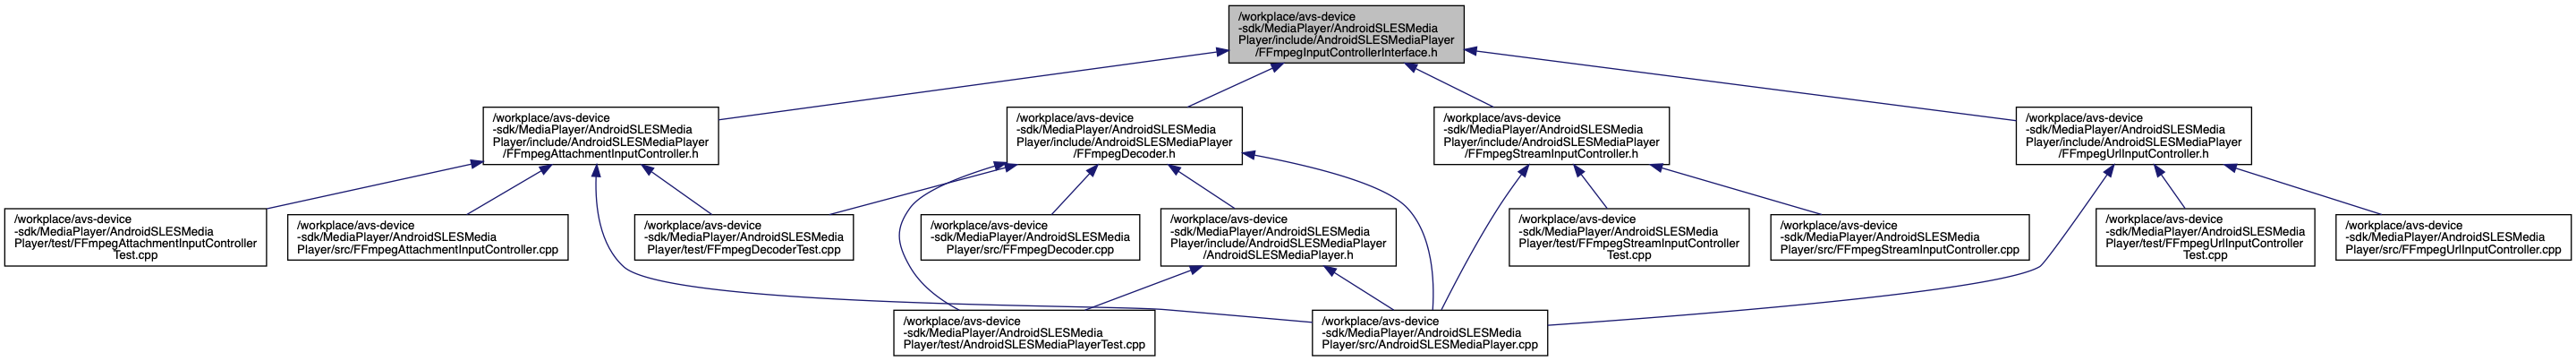 /workplace/avs-device
-sdk/MediaPlayer/AndroidSLESMedia
Player/include/AndroidSLESMediaPlayer
/FFmpegInputControllerInterface.h
/workplace/avs-device
-sdk/MediaPlayer/AndroidSLESMedia
Player/include/AndroidSLESMediaPlayer
/FFmpegAttachmentInputController.h
/workplace/avs-device
-sdk/MediaPlayer/AndroidSLESMedia
Player/include/AndroidSLESMediaPlayer
/FFmpegDecoder.h
/workplace/avs-device
-sdk/MediaPlayer/AndroidSLESMedia
Player/include/AndroidSLESMediaPlayer
/FFmpegStreamInputController.h
/workplace/avs-device
-sdk/MediaPlayer/AndroidSLESMedia
Player/include/AndroidSLESMediaPlayer
/FFmpegUrlInputController.h
/workplace/avs-device
-sdk/MediaPlayer/AndroidSLESMedia
Player/test/FFmpegAttachmentInputController
Test.cpp
/workplace/avs-device
-sdk/MediaPlayer/AndroidSLESMedia
Player/src/FFmpegAttachmentInputController.cpp
/workplace/avs-device
-sdk/MediaPlayer/AndroidSLESMedia
Player/test/FFmpegDecoderTest.cpp
/workplace/avs-device
-sdk/MediaPlayer/AndroidSLESMedia
Player/src/FFmpegDecoder.cpp
/workplace/avs-device
-sdk/MediaPlayer/AndroidSLESMedia
Player/include/AndroidSLESMediaPlayer
/AndroidSLESMediaPlayer.h
/workplace/avs-device
-sdk/MediaPlayer/AndroidSLESMedia
Player/test/FFmpegStreamInputController
Test.cpp
/workplace/avs-device
-sdk/MediaPlayer/AndroidSLESMedia
Player/src/FFmpegStreamInputController.cpp
/workplace/avs-device
-sdk/MediaPlayer/AndroidSLESMedia
Player/test/FFmpegUrlInputController
Test.cpp
/workplace/avs-device
-sdk/MediaPlayer/AndroidSLESMedia
Player/src/FFmpegUrlInputController.cpp
/workplace/avs-device
-sdk/MediaPlayer/AndroidSLESMedia
Player/test/AndroidSLESMediaPlayerTest.cpp
/workplace/avs-device
-sdk/MediaPlayer/AndroidSLESMedia
Player/src/AndroidSLESMediaPlayer.cpp